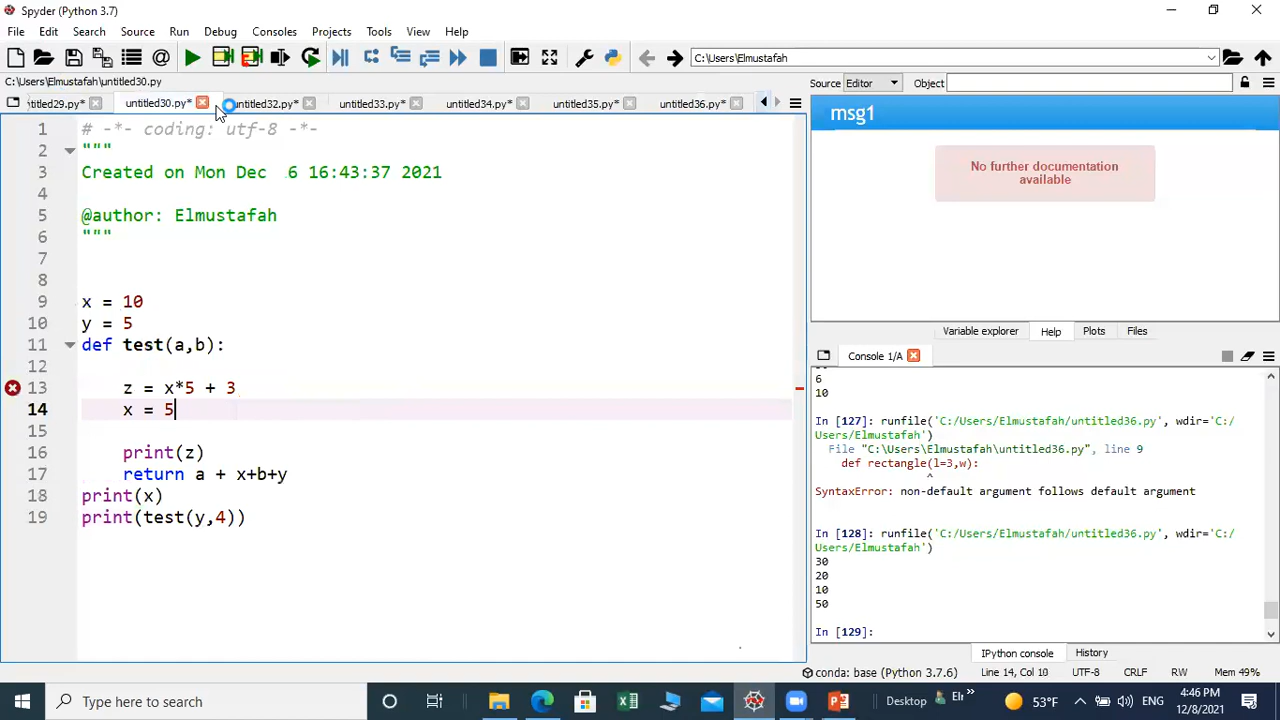 Spyder (Python 3.7)
File Edit Search Source Run Debug Consoles Projects Tools View Help
C:\Users\Elmustafah
C:\Users\Elmustafah\untitled30.py
titled29.py* untitled30.py* untitled32.py* untitled33.py* untitled34.py* untitled35.py* untitled36.py*
1 # -*- coding: utf-8 -*-
2 """
3 Created on Mon Dec 6 16:43:37 2021
4
5 @author: Elmustafah
6 """
7
8
9 x = 10
10 y = 5
11 def test(a,b):
12
13 z = x*5 + 3
14 x = 5
15
16 print(z)
17 return a + x+b+y
18 print(x)
19 print(test(y,4))
Source Editor Object
msg1
No further documentation
available
Variable explorer Help Plots Files
Console 1/A
6
10
In [127]: runfile('C:/Users/Elmustafah/untitled36.py', wdir='C:/
Users/Elmustafah')
File "C:\Users\Elmustafah\untitled36.py", line 9
def rectangle(l=3,w):
^
SyntaxError: non-default argument follows default argument
In [128]: runfile('C:/Users/Elmustafah/untitled36.py', wdir='C:/
Users/Elmustafah')
30
20
10
50
In [129]:
IPython console History
conda: base (Python 3.7.6) Line 14, Col 10 UTF-8 CRLF RW Mem 49%
Type here to search
Desktop
53°F
4:46 PM
12/8/2021